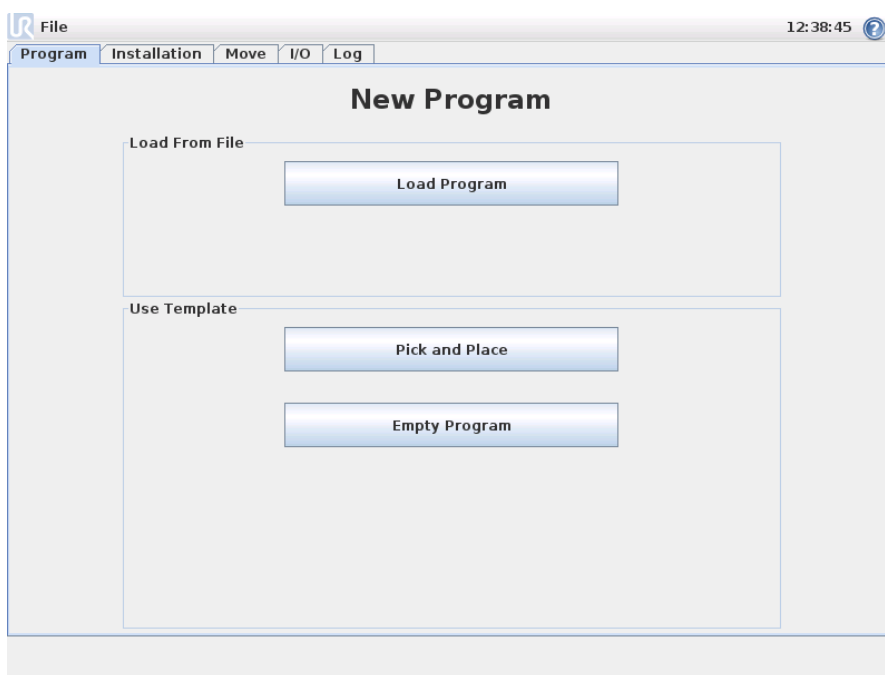 UR File 12:38:45 ?
Program Installation Move I/O Log
New Program
Load From File
Load Program
Use Template
Pick and Place
Empty Program